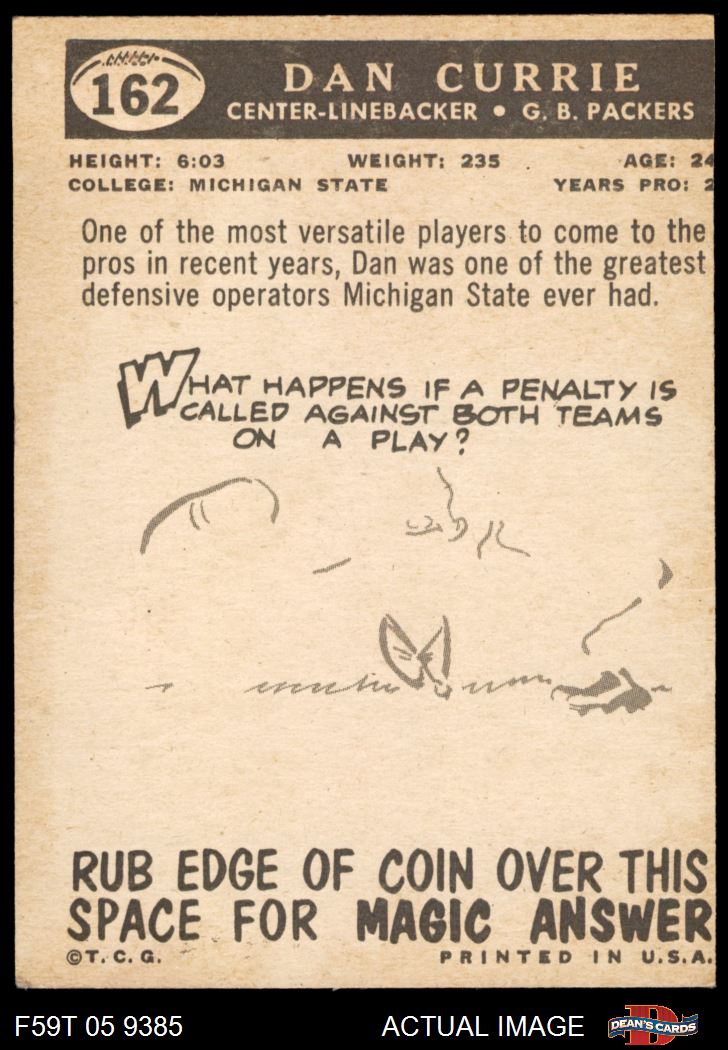 162
DAN CURRIE
CENTER-LINEBACKER • G. B. PACKERS
HEIGHT: 6:03 WEIGHT: 235 AGE: 24
COLLEGE: MICHIGAN STATE YEARS PRO: 2
One of the most versatile players to come to the
pros in recent years, Dan was one of the greatest
defensive operators Michigan State ever had.
WHAT HAPPENS IF A PENALTY IS
CALLED AGAINST BOTH TEAMS
ON A PLAY?
RUB EDGE OF COIN OVER THIS
SPACE FOR MAGIC ANSWER
©T. C. G. PRINTED IN U.S.A.
F59T 05 9385 ACTUAL IMAGE DEAN'S CARDS